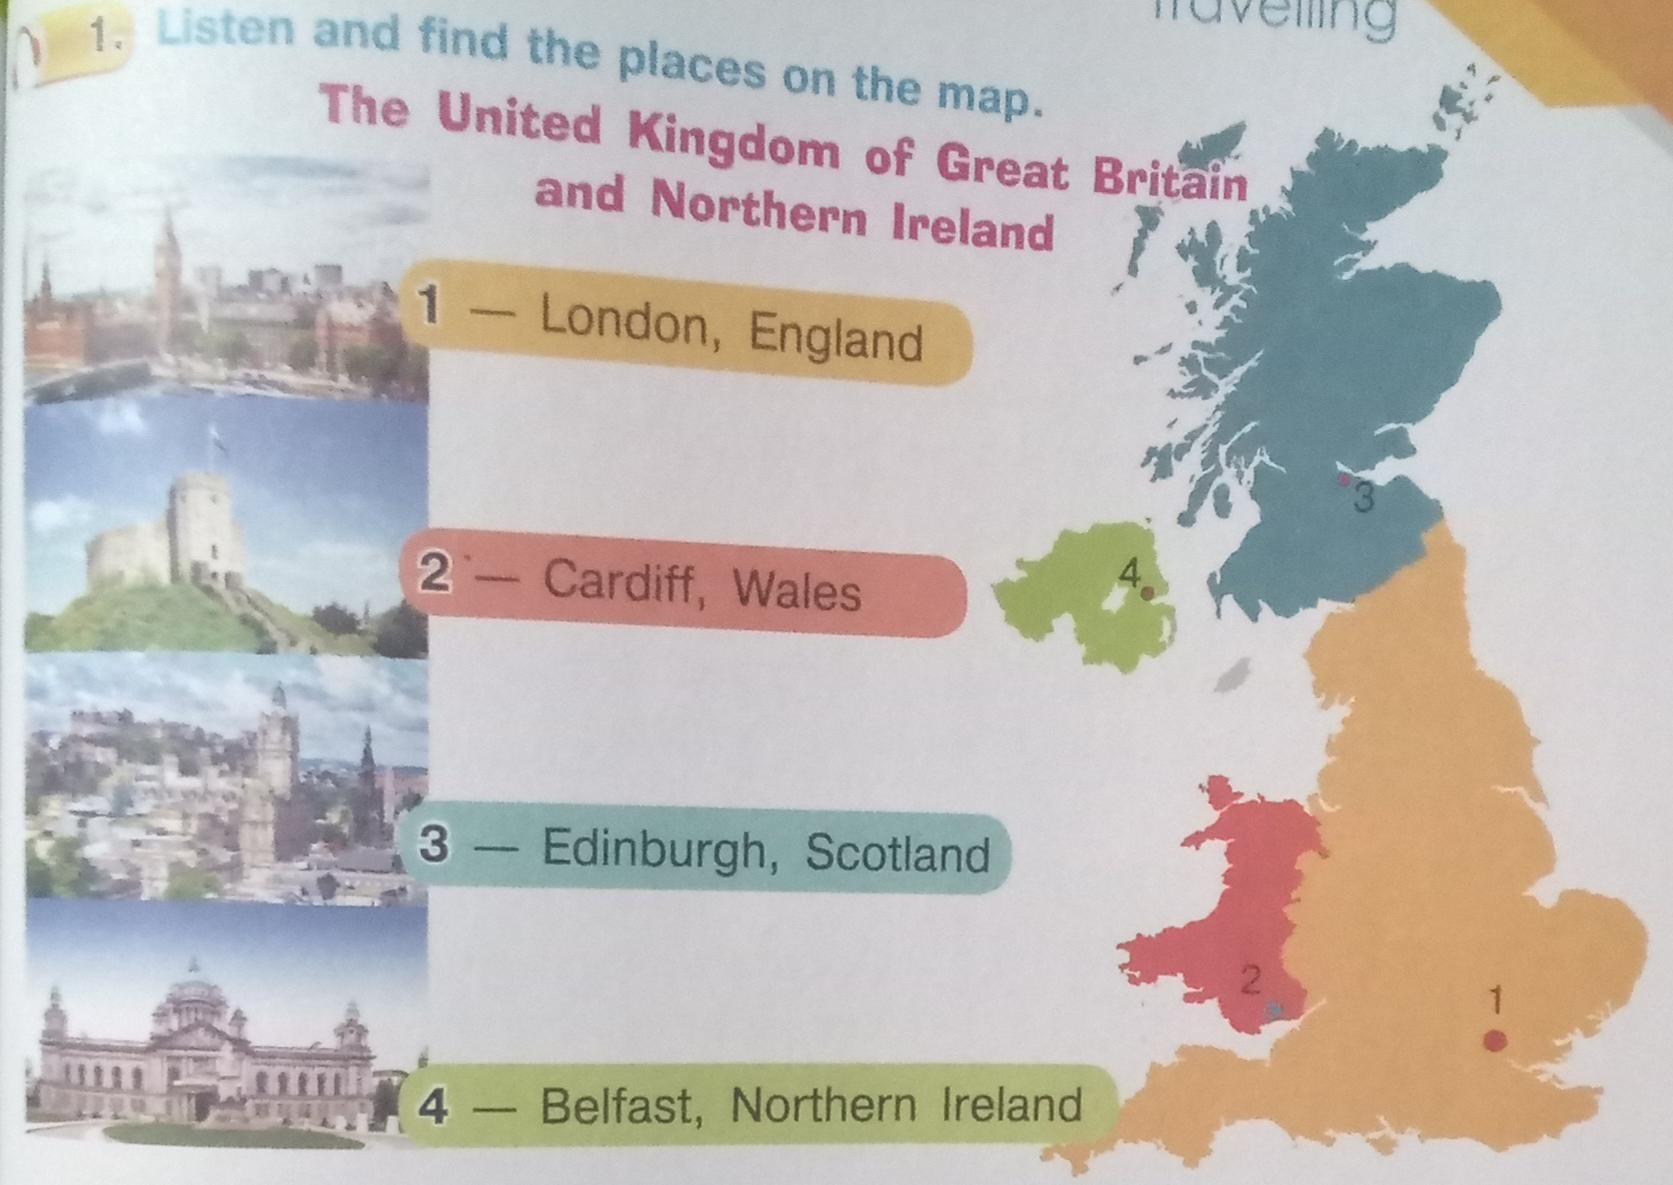 Travelling
1. Listen and find the places on the map.
The United Kingdom of Great Britain
and Northern Ireland
1 — London, England
2 — Cardiff, Wales
3 — Edinburgh, Scotland
4 — Belfast, Northern Ireland
3
4
2
1